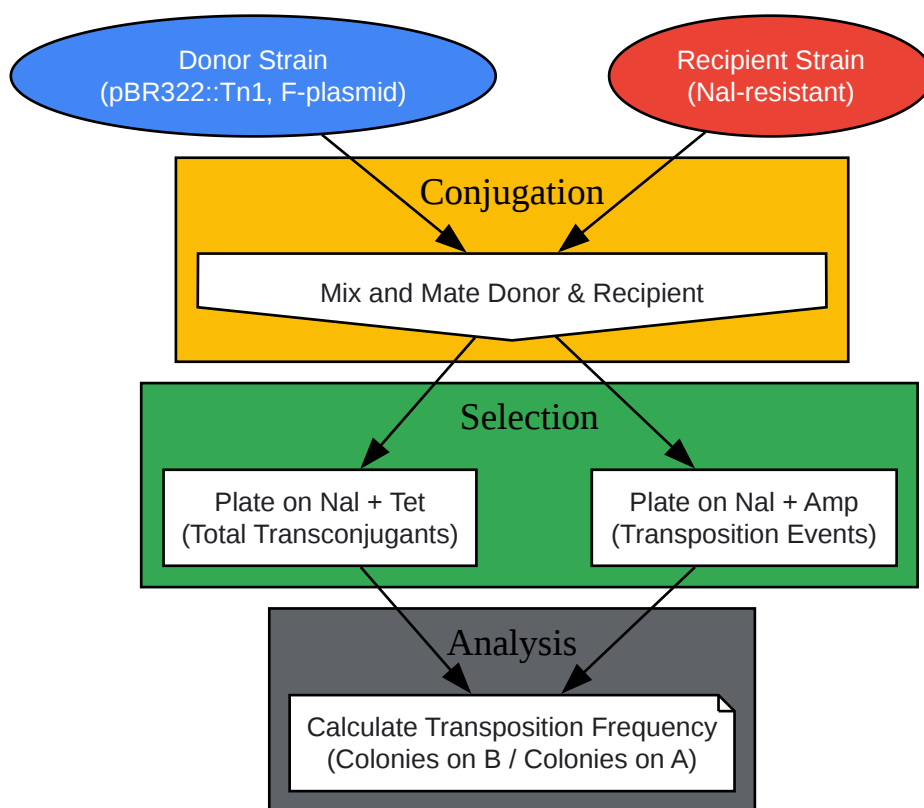 Donor Strain
(pBR322::Tn1, F-plasmid)
Recipient Strain
(Nal-resistant)
Conjugation
Mix and Mate Donor & Recipient
Selection
Plate on Nal + Tet
(Total Transconjugants)
Plate on Nal + Amp
(Transposition Events)
Analysis
Calculate Transposition Frequency
(Colonies on B / Colonies on A)